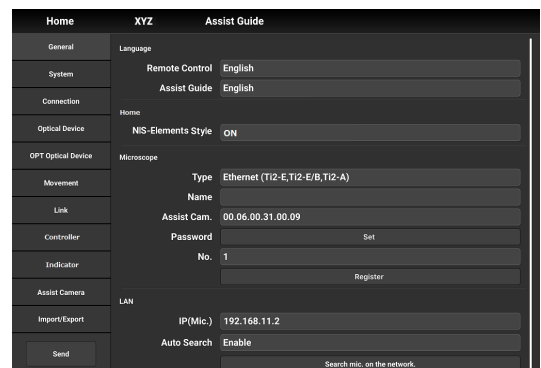 Home XYZ Assist Guide
General
System
Connection
Optical Device
OPT Optical Device
Movement
Link
Controller
Indicator
Assist Camera
Import/Export
Send
Language
Remote Control English
Assist Guide English
Home
NIS-Elements Style ON
Microscope
Type Ethernet (Ti2-E,Ti2-E/B,Ti2-A)
Name
Assist Cam. 00.06.00.31.00.09
Password Set
No. 1
Register
LAN
IP(Mic.) 192.168.11.2
Auto Search Enable
Search mic. on the network.